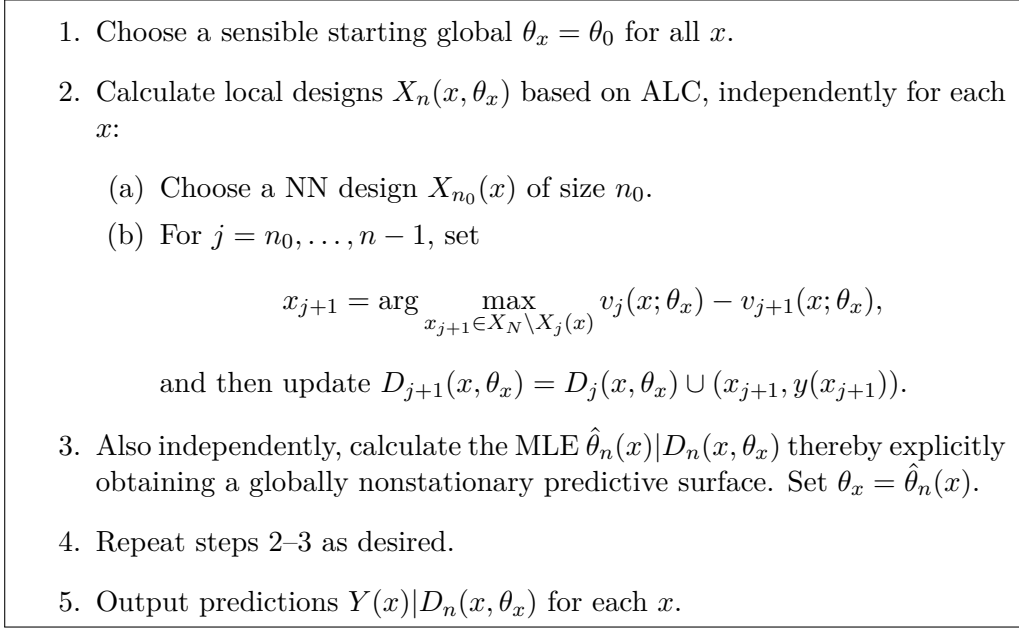 1. Choose a sensible starting global θ_x = θ_0 for all x.
2. Calculate local designs X_n(x, θ_x) based on ALC, independently for each
x:
(a) Choose a NN design X_{n_0}(x) of size n_0.
(b) For j = n_0, . . . , n − 1, set
x_{j+1} = arg max_{x_{j+1}∈X_N\X_j(x)} v_j(x; θ_x) − v_{j+1}(x; θ_x),
and then update D_{j+1}(x, θ_x) = D_j(x, θ_x) ∪ (x_{j+1}, y(x_{j+1})).
3. Also independently, calculate the MLE θ̂_n(x)|D_n(x, θ_x) thereby explicitly
obtaining a globally nonstationary predictive surface. Set θ_x = θ̂_n(x).
4. Repeat steps 2–3 as desired.
5. Output predictions Y(x)|D_n(x, θ_x) for each x.